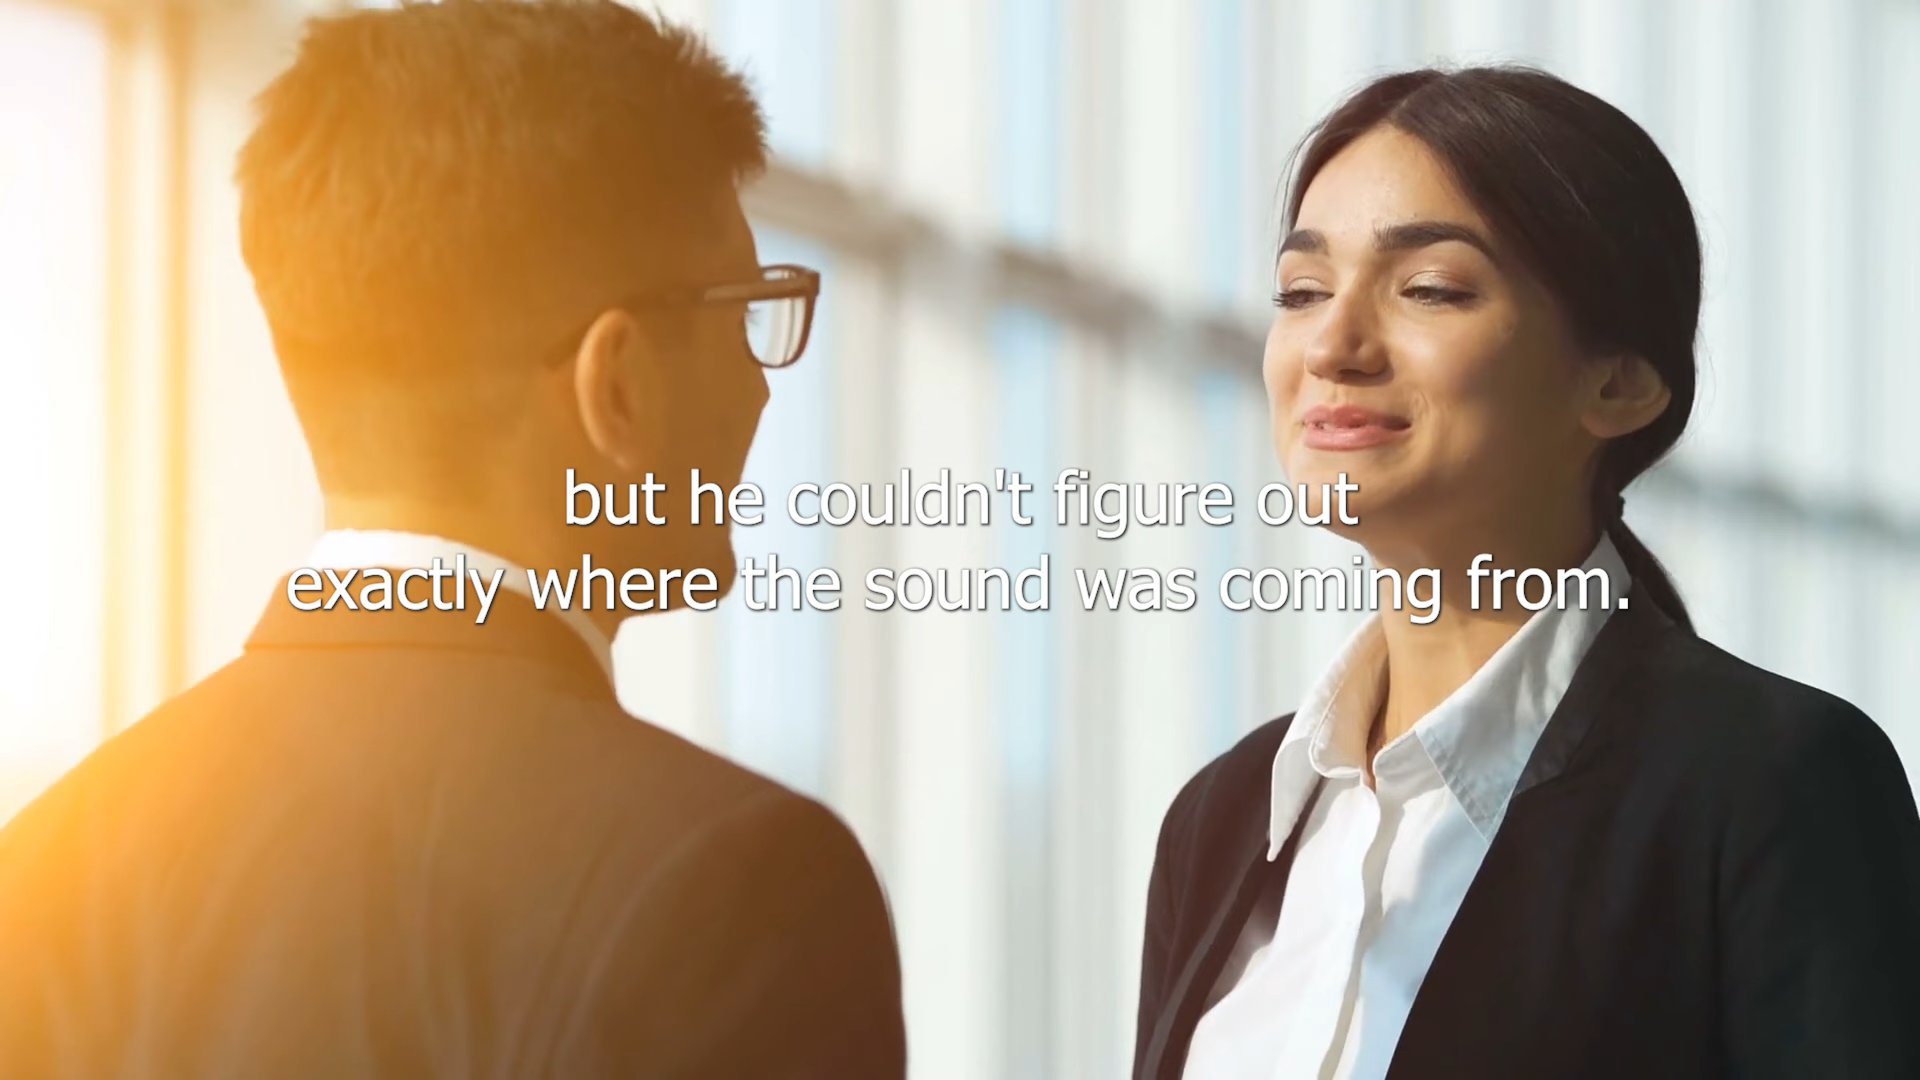 but he couldn't figure out
exactly where the sound was coming from.